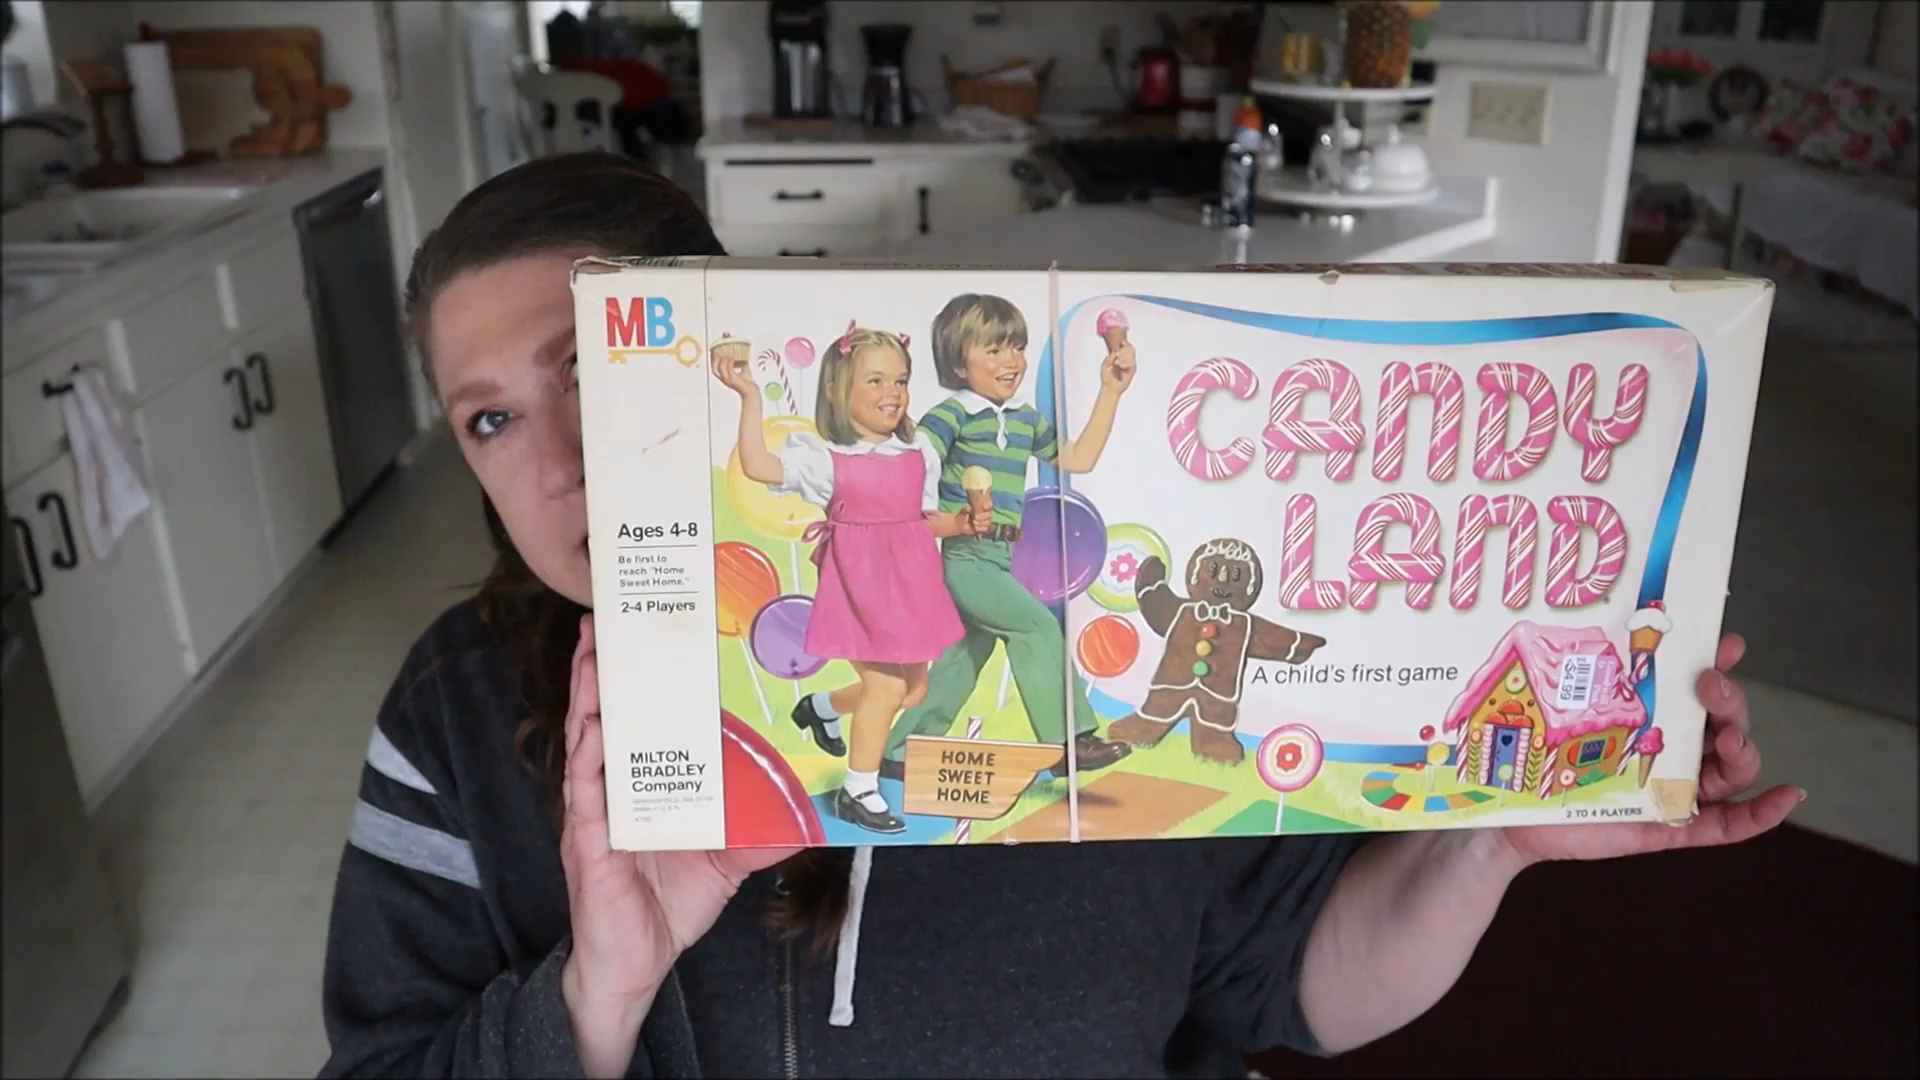 MB
Ages 4-8
Be first to
reach "Home
Sweet Home."
2-4 Players
MILTON
BRADLEY
Company
4700
CANDY
LAND
A child's first game
$4.99
HOME
SWEET
HOME
2 TO 4 PLAYERS